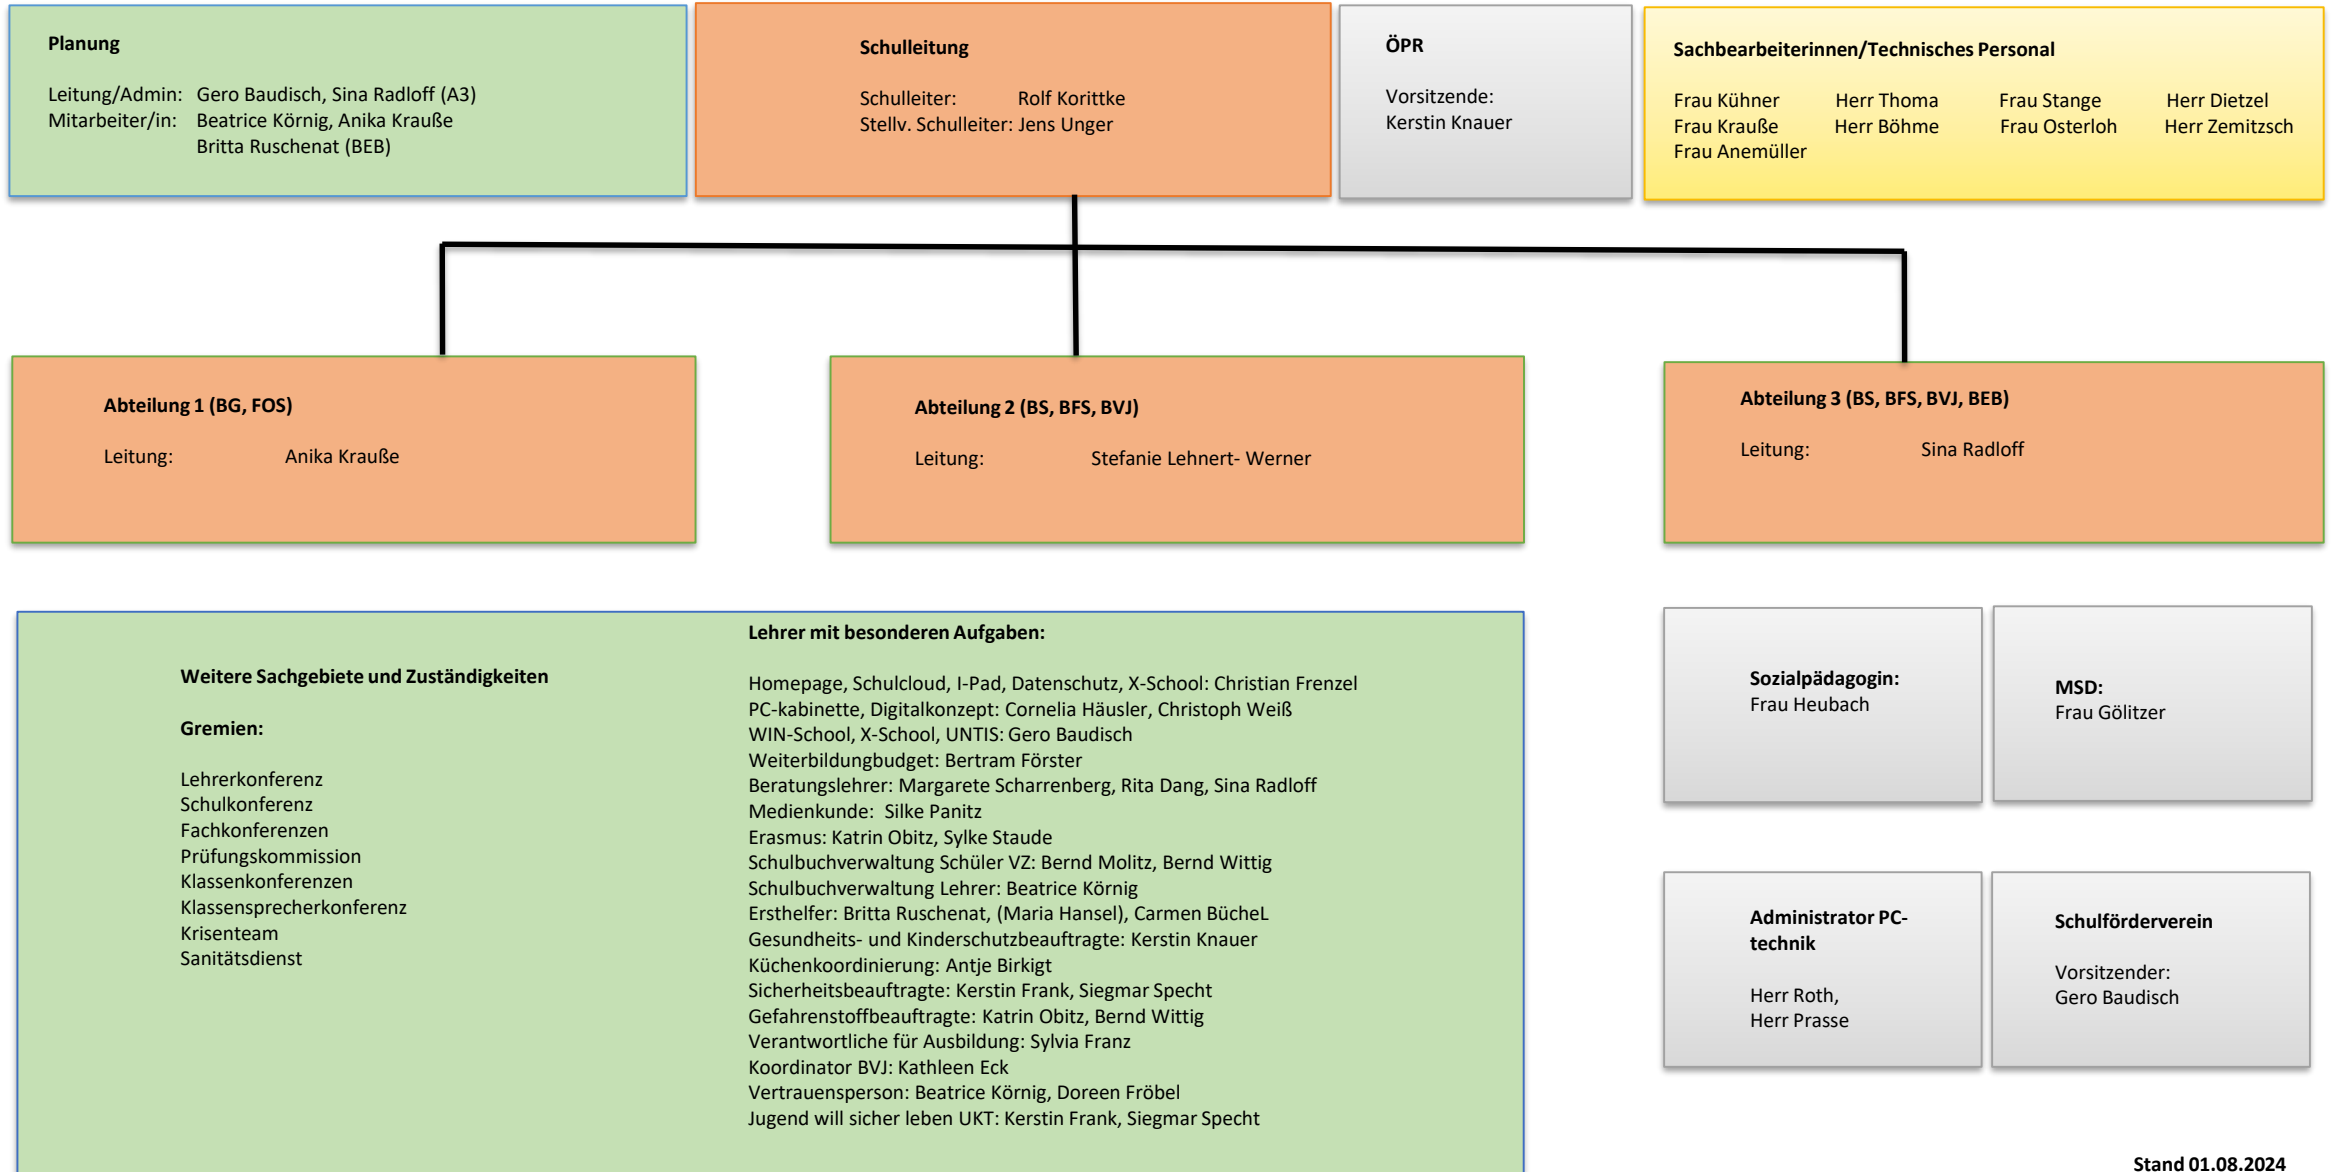 Planung
Leitung/Admin: Gero Baudisch, Sina Radloff (A3)
Mitarbeiter/in: Beatrice Körnig, Anika Krauße
Britta Ruschenat (BEB)
Schulleitung
Schulleiter: Rolf Korittke
Stellv. Schulleiter: Jens Unger
ÖPR
Vorsitzende:
Kerstin Knauer
Sachbearbeiterinnen/Technisches Personal
Frau Kühner Herr Thoma Frau Stange Herr Dietzel
Frau Krauße Herr Böhme Frau Osterloh Herr Zemitzsch
Frau Anemüller
Abteilung 1 (BG, FOS)
Leitung: Anika Krauße
Abteilung 2 (BS, BFS, BVJ)
Leitung: Stefanie Lehnert- Werner
Abteilung 3 (BS, BFS, BVJ, BEB)
Leitung: Sina Radloff
Weitere Sachgebiete und Zuständigkeiten
Gremien:
Lehrerkonferenz
Schulkonferenz
Fachkonferenzen
Prüfungskommission
Klassenkonferenzen
Klassensprecherkonferenz
Krisenteam
Sanitätsdienst
Lehrer mit besonderen Aufgaben:
Homepage, Schulcloud, I-Pad, Datenschutz, X-School: Christian Frenzel
PC-kabinette, Digitalkonzept: Cornelia Häusler, Christoph Weiß
WIN-School, X-School, UNTIS: Gero Baudisch
Weiterbildungbudget: Bertram Förster
Beratungslehrer: Margarete Scharrenberg, Rita Dang, Sina Radloff
Medienkunde: Silke Panitz
Erasmus: Katrin Obitz, Sylke Staude
Schulbuchverwaltung Schüler VZ: Bernd Molitz, Bernd Wittig
Schulbuchverwaltung Lehrer: Beatrice Körnig
Ersthelfer: Britta Ruschenat, (Maria Hansel), Carmen BücheL
Gesundheits- und Kinderschutzbeauftragte: Kerstin Knauer
Küchenkoordinierung: Antje Birkigt
Sicherheitsbeauftragte: Kerstin Frank, Siegmar Specht
Gefahrenstoffbeauftragte: Katrin Obitz, Bernd Wittig
Verantwortliche für Ausbildung: Sylvia Franz
Koordinator BVJ: Kathleen Eck
Vertrauensperson: Beatrice Körnig, Doreen Fröbel
Jugend will sicher leben UKT: Kerstin Frank, Siegmar Specht
Sozialpädagogin:
Frau Heubach
MSD:
Frau Gölitzer
Administrator PC-
technik
Herr Roth,
Herr Prasse
Schulförderverein
Vorsitzender:
Gero Baudisch
Stand 01.08.2024